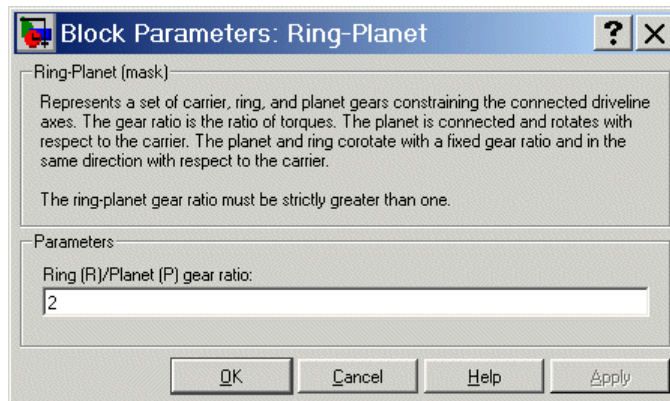 Block Parameters: Ring-Planet
Ring-Planet (mask)
Represents a set of carrier, ring, and planet gears constraining the connected driveline
axes. The gear ratio is the ratio of torques. The planet is connected and rotates with
respect to the carrier. The planet and ring corotate with a fixed gear ratio and in the
same direction with respect to the carrier.
The ring-planet gear ratio must be strictly greater than one.
Parameters
Ring (R)/Planet (P) gear ratio:
2
OK Cancel Help Apply